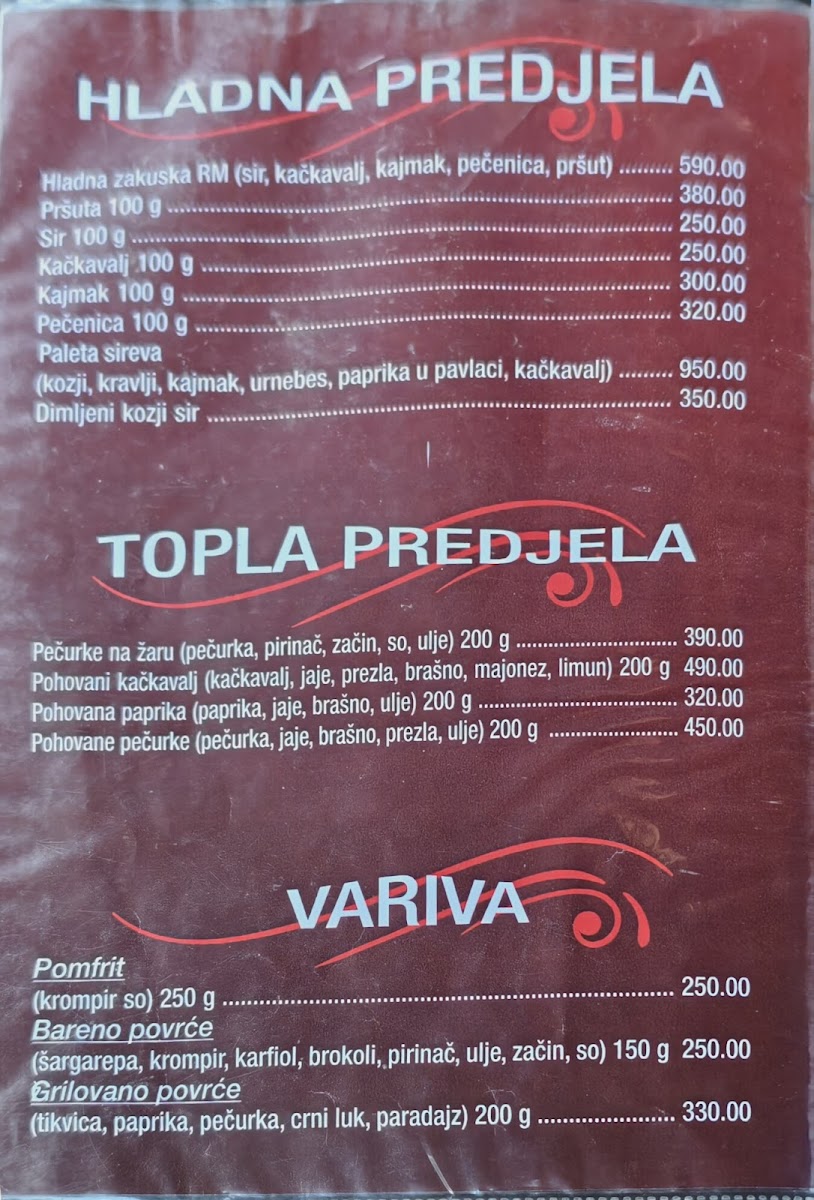 HLADNA PREDJELA
Hladna zakuska RM (sir, kačkavalj, kajmak, pečenica, pršut) ......... 590.00
Pršuta 100 g ........ 380.00
Sir 100 g ........ 250.00
Kačkavalj 100 g ........ 250.00
Kajmak 100 g ........ 300.00
Pečenica 100 g ........ 320.00
Paleta sireva
(kozji, kravlji, kajmak, urnebes, paprika u pavlaci, kačkavalj) ......... 950.00
Dimljeni kozji sir ........ 350.00
TOPLA PREDJELA
Pečurke na žaru (pečurka, pirinač, začin, so, ulje) 200 g ........ 390.00
Pohovani kačkavalj (kačkavalj, jaje, prezla, brašno, majonez, limun) 200 g 490.00
Pohovana paprika (paprika, jaje, brašno, ulje) 200 g ........ 320.00
Pohovane pečurke (pečurka, jaje, brašno, prezla, ulje) 200 g ........ 450.00
VARIVA
Pomfrit
(krompir so) 250 g ........ 250.00
Bareno povrće
(šargarepa, krompir, karfiol, brokoli, pirinač, ulje, začin, so) 150 g 250.00
Grilovano povrće
(tikvica, paprika, pečurka, crni luk, paradajz) 200 g ........ 330.00